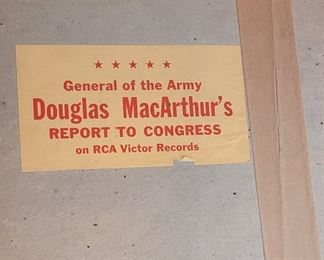 General of the Army
Douglas MacArthur's
REPORT TO CONGRESS
on RCA Victor Records